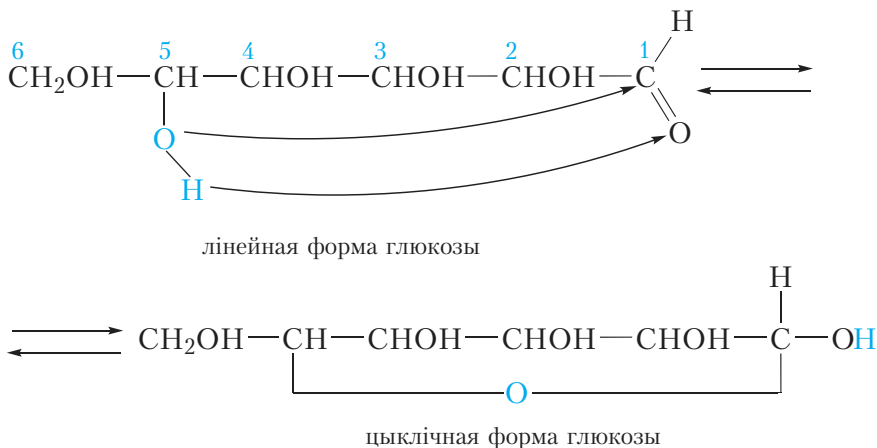 H
6 5 4 3 2 1
CH₂OH—CH—CHOH—CHOH—CHOH—C
O O
H
лінейная форма глюкозы
H
CH₂OH—CH—CHOH—CHOH—CHOH—C—OH
O
цыклічная форма глюкозы